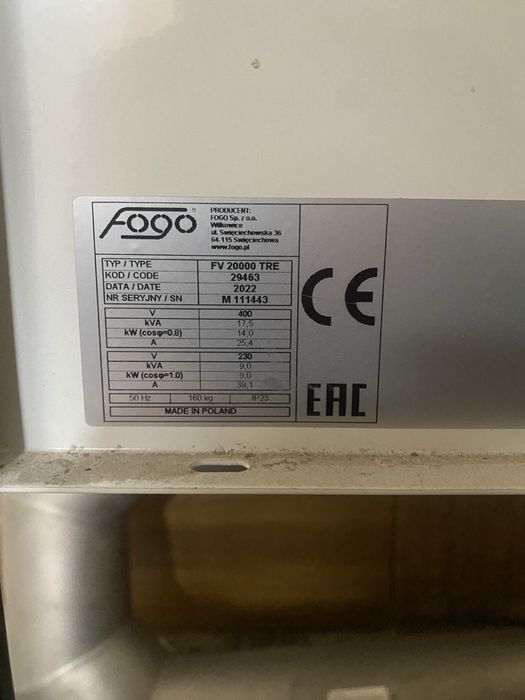 FOGO ®
PRODUCENT:
FOGO Sp. z o.o.
Wilkowice
ul. Święciechowska 36
64-115 Święciechowa
www.fogo.pl
TYP / TYPE FV 20000 TRE
KOD / CODE 29463
DATA / DATE 2022
NR SERYJNY / SN M 111443
V 400
kVA 17,5
kW (cosφ=0.8) 14,0
A 25,4
V 230
kVA 9,0
kW (cosφ=1.0) 9,0
A 39,1
50 Hz 160 kg IP23
MADE IN POLAND
CE
EAC